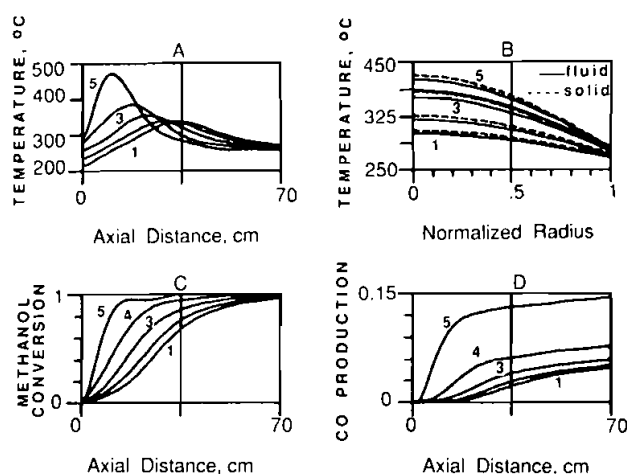 A
TEMPERATURE, °C
500
400
300
200
5
3
1
0
70
Axial Distance, cm
B
TEMPERATURE, °C
450
325
250
5
3
1
fluid
solid
0
.5
1
Normalized Radius
C
METHANOL
CONVERSION
1
0
5
4
3
1
0
70
Axial Distance, cm
D
CO PRODUCTION
0.15
0
5
4
3
1
0
70
Axial Distance, cm